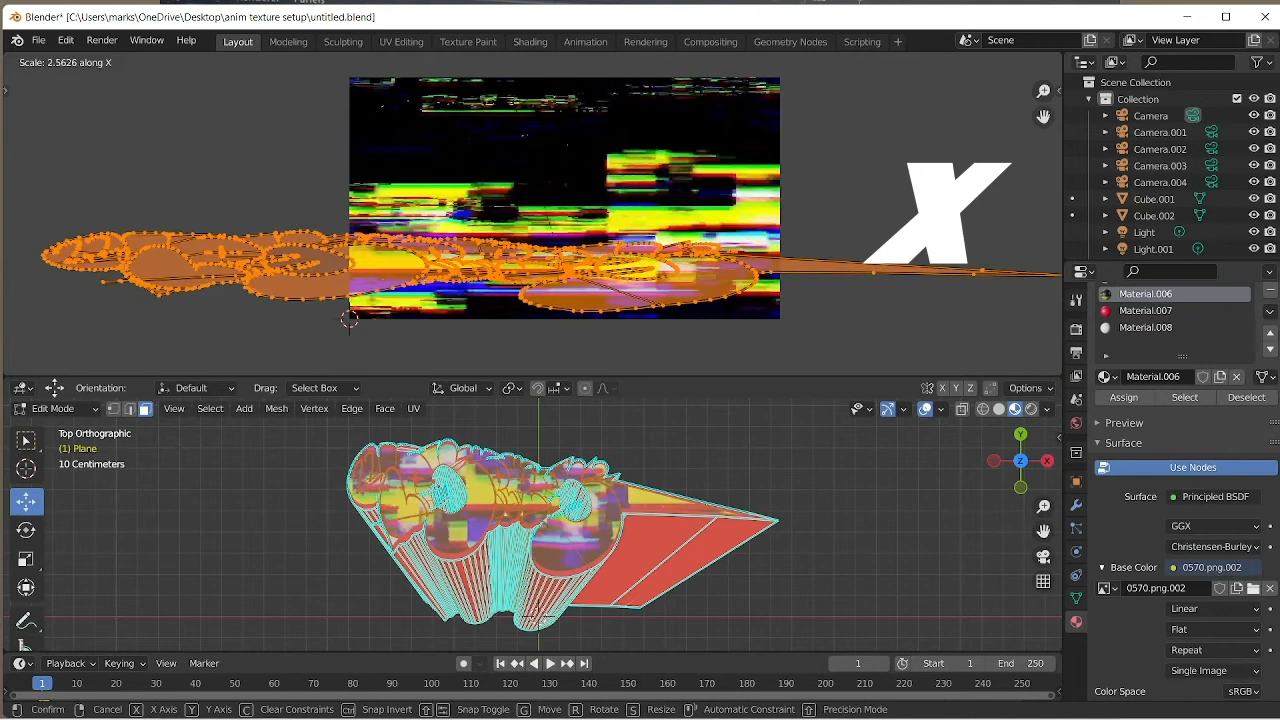 Blender* [C:\Users\marks\OneDrive\Desktop\anim texture setup\untitled.blend]
File Edit Render Window Help Layout Modeling Sculpting UV Editing Texture Paint Shading Animation Rendering Compositing Geometry Nodes Scripting + Scene View Layer
Scale: 2.5626 along X
Scene Collection
Collection
Camera
Camera.001
Camera.002
Camera.003
Camera.004
Cube.001
Cube.002
Light
Light.001
X
Material.006
Material.007
Material.008
Material.006
Assign Select Deselect
Preview
Surface
Use Nodes
Surface Principled BSDF
GGX
Christensen-Burley
Base Color 0570.png.002
0570.png.002
Linear
Flat
Repeat
Single Image
Color Space sRGB
Orientation: Default Drag: Select Box Global X Y Z Options
Edit Mode View Select Add Mesh Vertex Edge Face UV
Top Orthographic
(1) Plane
10 Centimeters
Y
Z X
Playback Keying View Marker 1 Start 1 End 250
1 10 20 30 40 50 60 70 80 90 100 110 120 130 140 150 160 170 180 190 200 210 220 230 240 250
Confirm Cancel X X Axis Y Y Axis C Clear Constraints Ctrl Snap Invert Snap Toggle G Move R Rotate S Resize Automatic Constraint Precision Mode